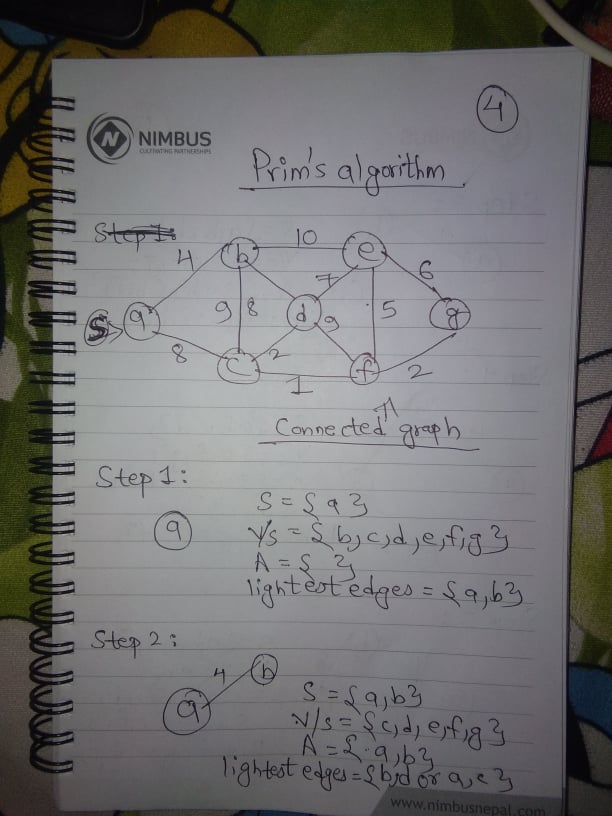 4
NIMBUS
CULTIVATING PARTNERSHIPS
Prim's algorithm
Step 1:
4 b 10 e 6
7
S a 9 8 d 9 5 g
8 c 2 f 2
1
Connected graph
Step 1:
S = { a }
a V/s = { b, c, d, e, f, g }
A = { }
lightest edges = { a, b }
Step 2:
4 b
a S = { a, b }
V/s = { c, d, e, f, g }
A = { a, b }
lightest edges = { b, d or a, c }
www.nimbusnepal.com